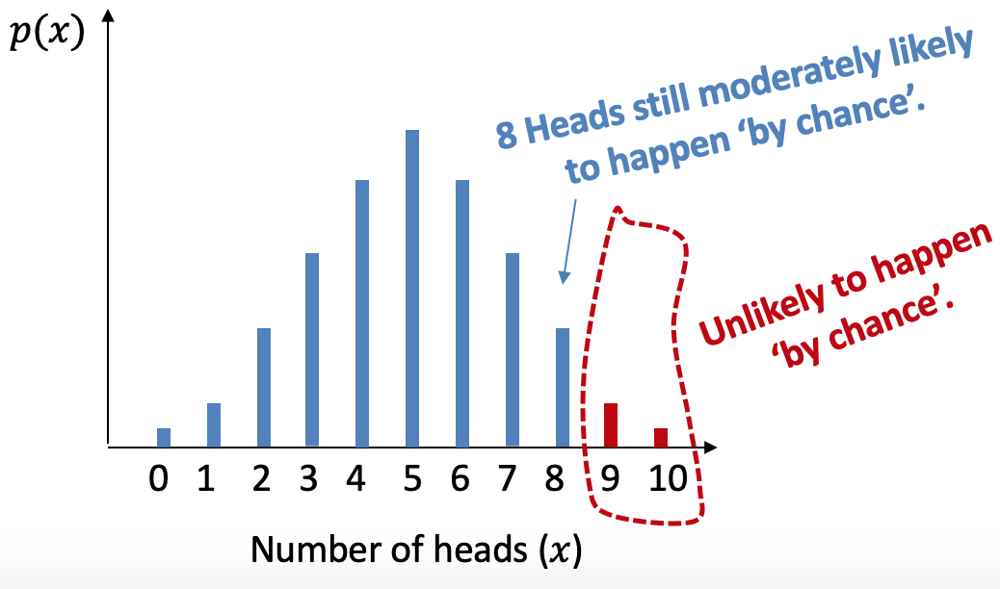 p(x)
8 Heads still moderately likely
to happen ‘by chance’.
Unlikely to happen
‘by chance’.
0 1 2 3 4 5 6 7 8 9 10
Number of heads (x)